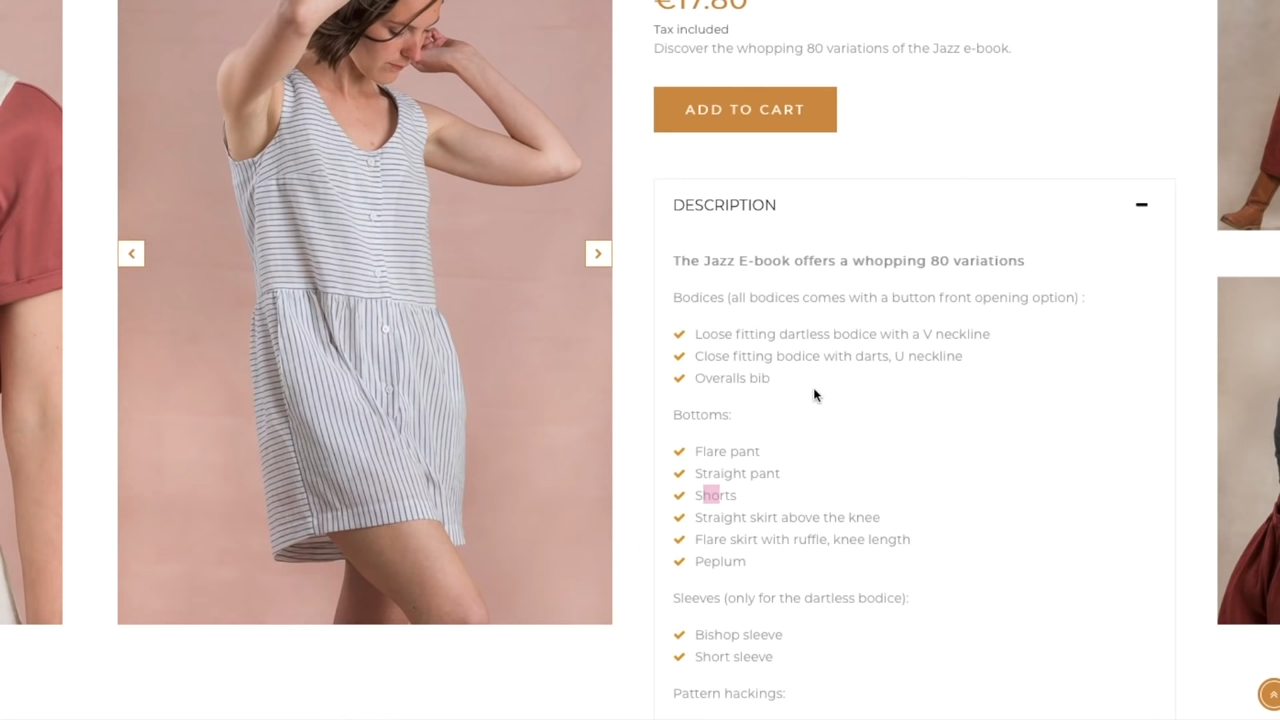 €17.80
Tax included
Discover the whopping 80 variations of the Jazz e-book.
ADD TO CART
DESCRIPTION
The Jazz E-book offers a whopping 80 variations
Bodices (all bodices comes with a button front opening option) :
Loose fitting dartless bodice with a V neckline
Close fitting bodice with darts, U neckline
Overalls bib
Bottoms:
Flare pant
Straight pant
Shorts
Straight skirt above the knee
Flare skirt with ruffle, knee length
Peplum
Sleeves (only for the dartless bodice):
Bishop sleeve
Short sleeve
Pattern hackings: